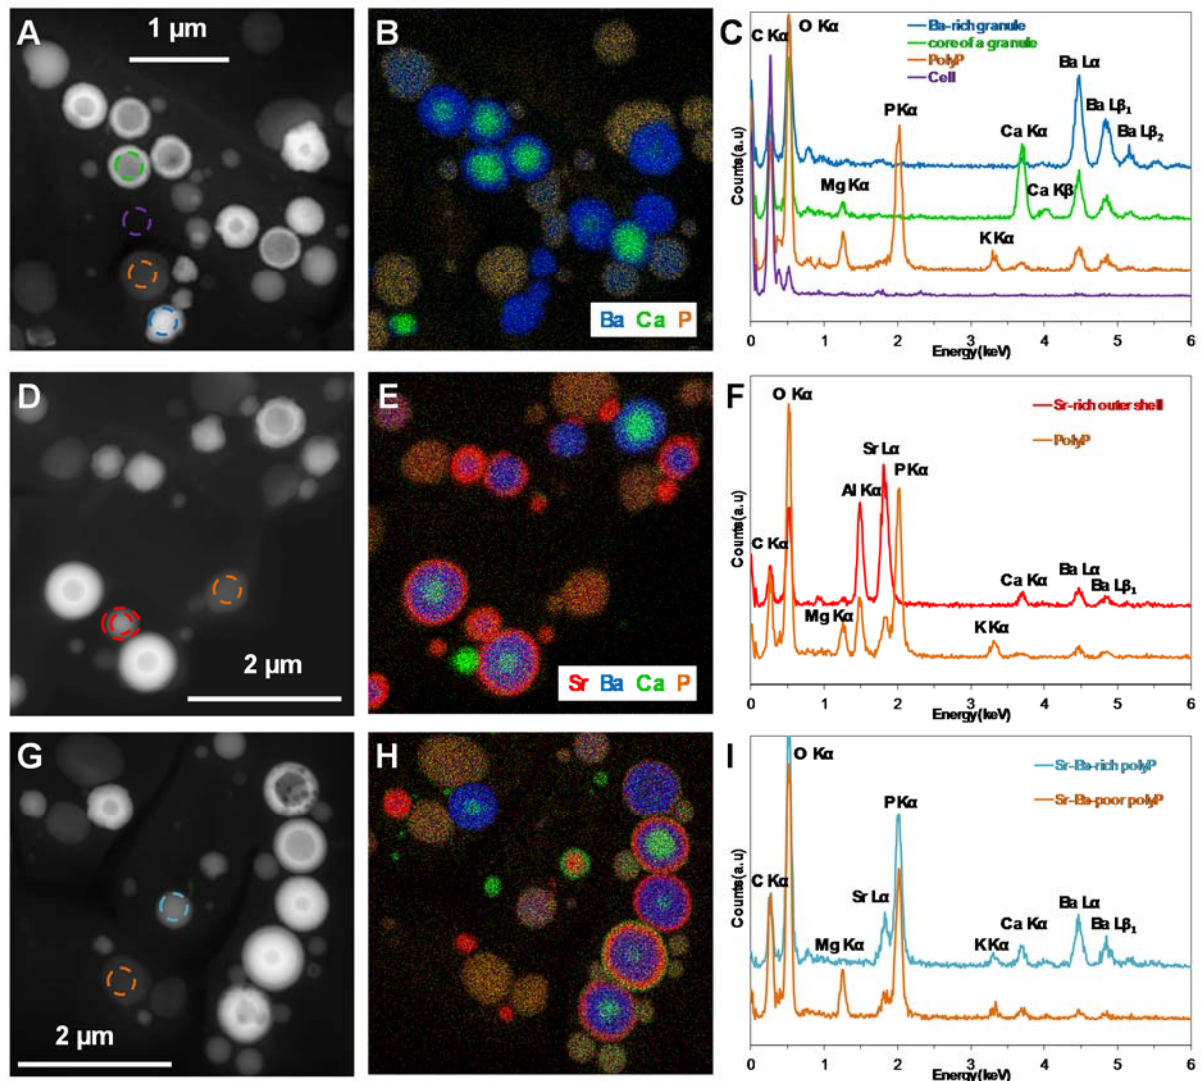 A
1 µm
B
Ba Ca P
C
C Kα
O Kα
Ba-rich granule
core of a granule
PolyP
Cell
Ba Lα
Ba Lβ1
Ba Lβ2
P Kα
Ca Kα
Ca Kβ
Mg Kα
K Kα
Counts(a.u)
0 1 2 3 4 5 6
Energy(keV)
D
2 µm
E
Sr Ba Ca P
F
O Kα
Sr-rich outer shell
PolyP
Sr Lα
P Kα
Al Kα
C Kα
Ca Kα
Ba Lα
Ba Lβ1
Mg Kα
K Kα
Counts(a.u)
0 1 2 3 4 5 6
Energy(keV)
G
2 µm
H
I
O Kα
Sr-Ba-rich polyP
Sr-Ba-poor polyP
P Kα
C Kα
Sr Lα
Ba Lα
Ba Lβ1
Ca Kα
K Kα
Mg Kα
Counts(a.u)
0 1 2 3 4 5 6
Energy(keV)